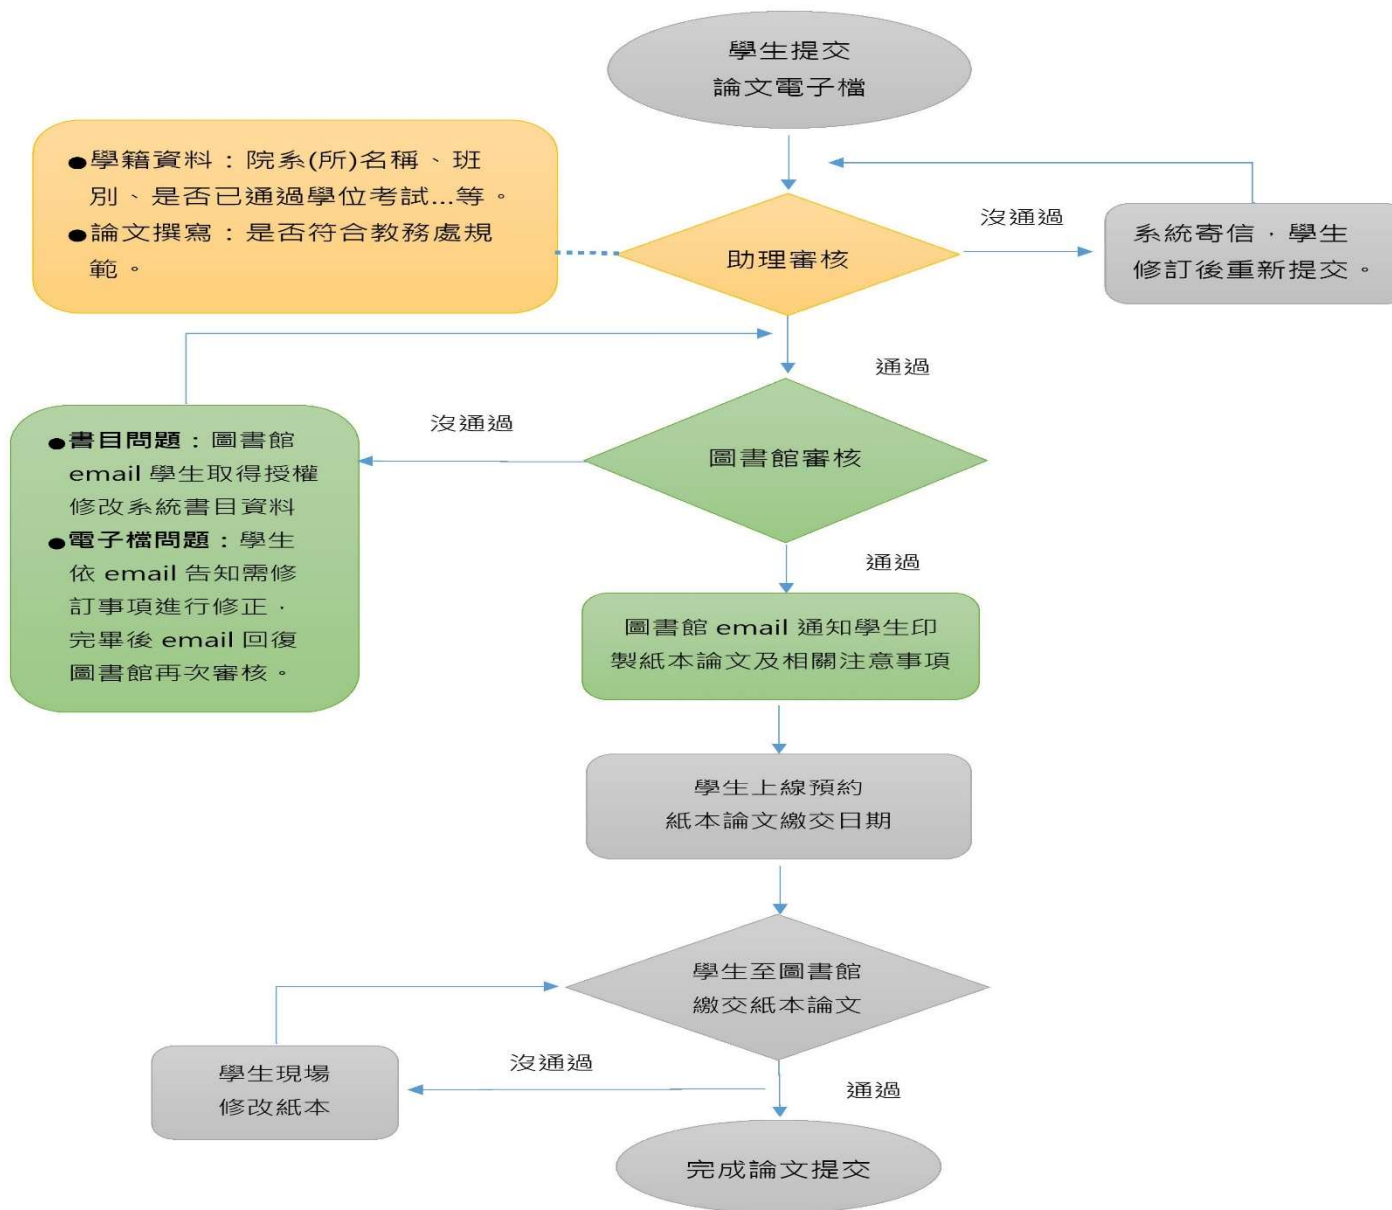 學生提交
論文電子檔
●學籍資料：院系(所)名稱、班
別、是否已通過學位考試...等。
●論文撰寫：是否符合教務處規
範。
助理審核
沒通過
系統寄信，學生
修訂後重新提交。
通過
沒通過
●書目問題：圖書館
email 學生取得授權
修改系統書目資料
●電子檔問題：學生
依 email 告知需修
訂事項進行修正，
完畢後 email 回復
圖書館再次審核。
圖書館審核
通過
圖書館 email 通知學生印
製紙本論文及相關注意事項
學生上線預約
紙本論文繳交日期
學生至圖書館
繳交紙本論文
沒通過
學生現場
修改紙本
通過
完成論文提交